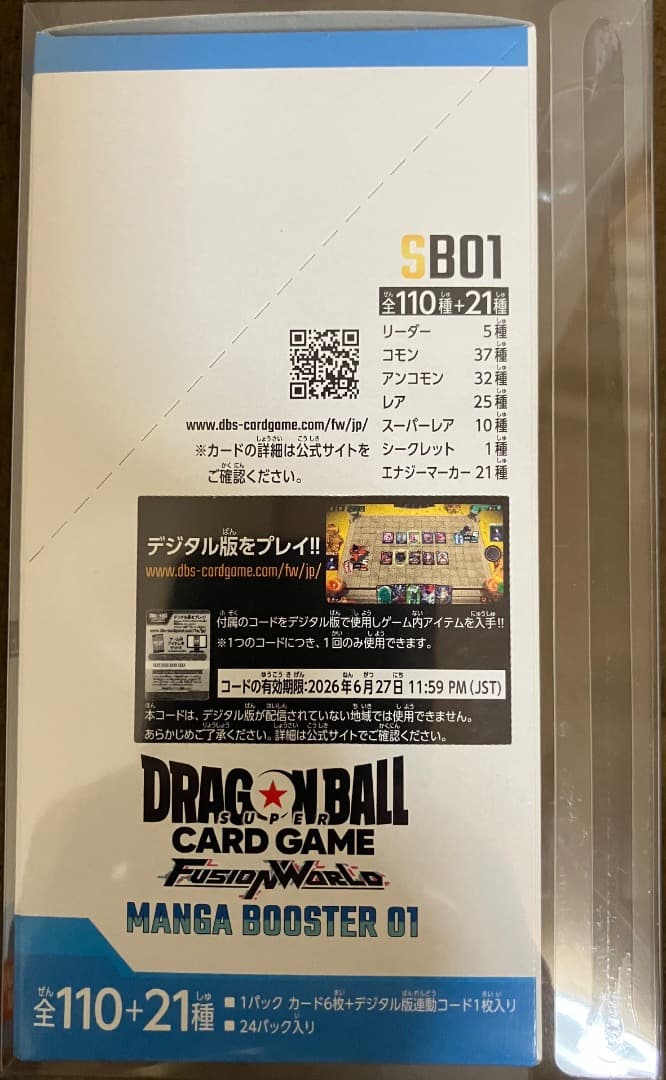 SB01
全110種+21種
リーダー 5種
コモン 37種
アンコモン 32種
レア 25種
スーパーレア 10種
シークレット 1種
エナジーマーカー 21種
www.dbs-cardgame.com/fw/jp/
※カードの詳細は公式サイトを
ご確認ください。
デジタル版をプレイ!!
www.dbs-cardgame.com/fw/jp/
付属のコードをデジタル版で使用しゲーム内アイテムを入手!!
※1つのコードにつき、1回のみ使用できます。
コードの有効期限:2026年6月27日 11:59 PM (JST)
本コードは、デジタル版が配信されていない地域では使用できません。
あらかじめご了承ください。詳細は公式サイトでご確認ください。
DRAGON BALL
SUPER
CARD GAME
FUSION WORLD
MANGA BOOSTER 01
全110+21種
■ 1パック カード6枚+デジタル版連動コード1枚入り
■ 24パック入り